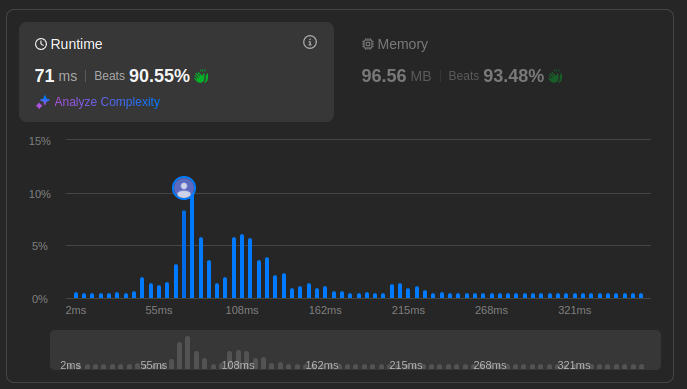 Runtime
71 ms | Beats 90.55%
Analyze Complexity
Memory
96.56 MB | Beats 93.48%
15%
10%
5%
0%
2ms 55ms 108ms 162ms 215ms 268ms 321ms
2ms 55ms 108ms 162ms 215ms 268ms 321ms